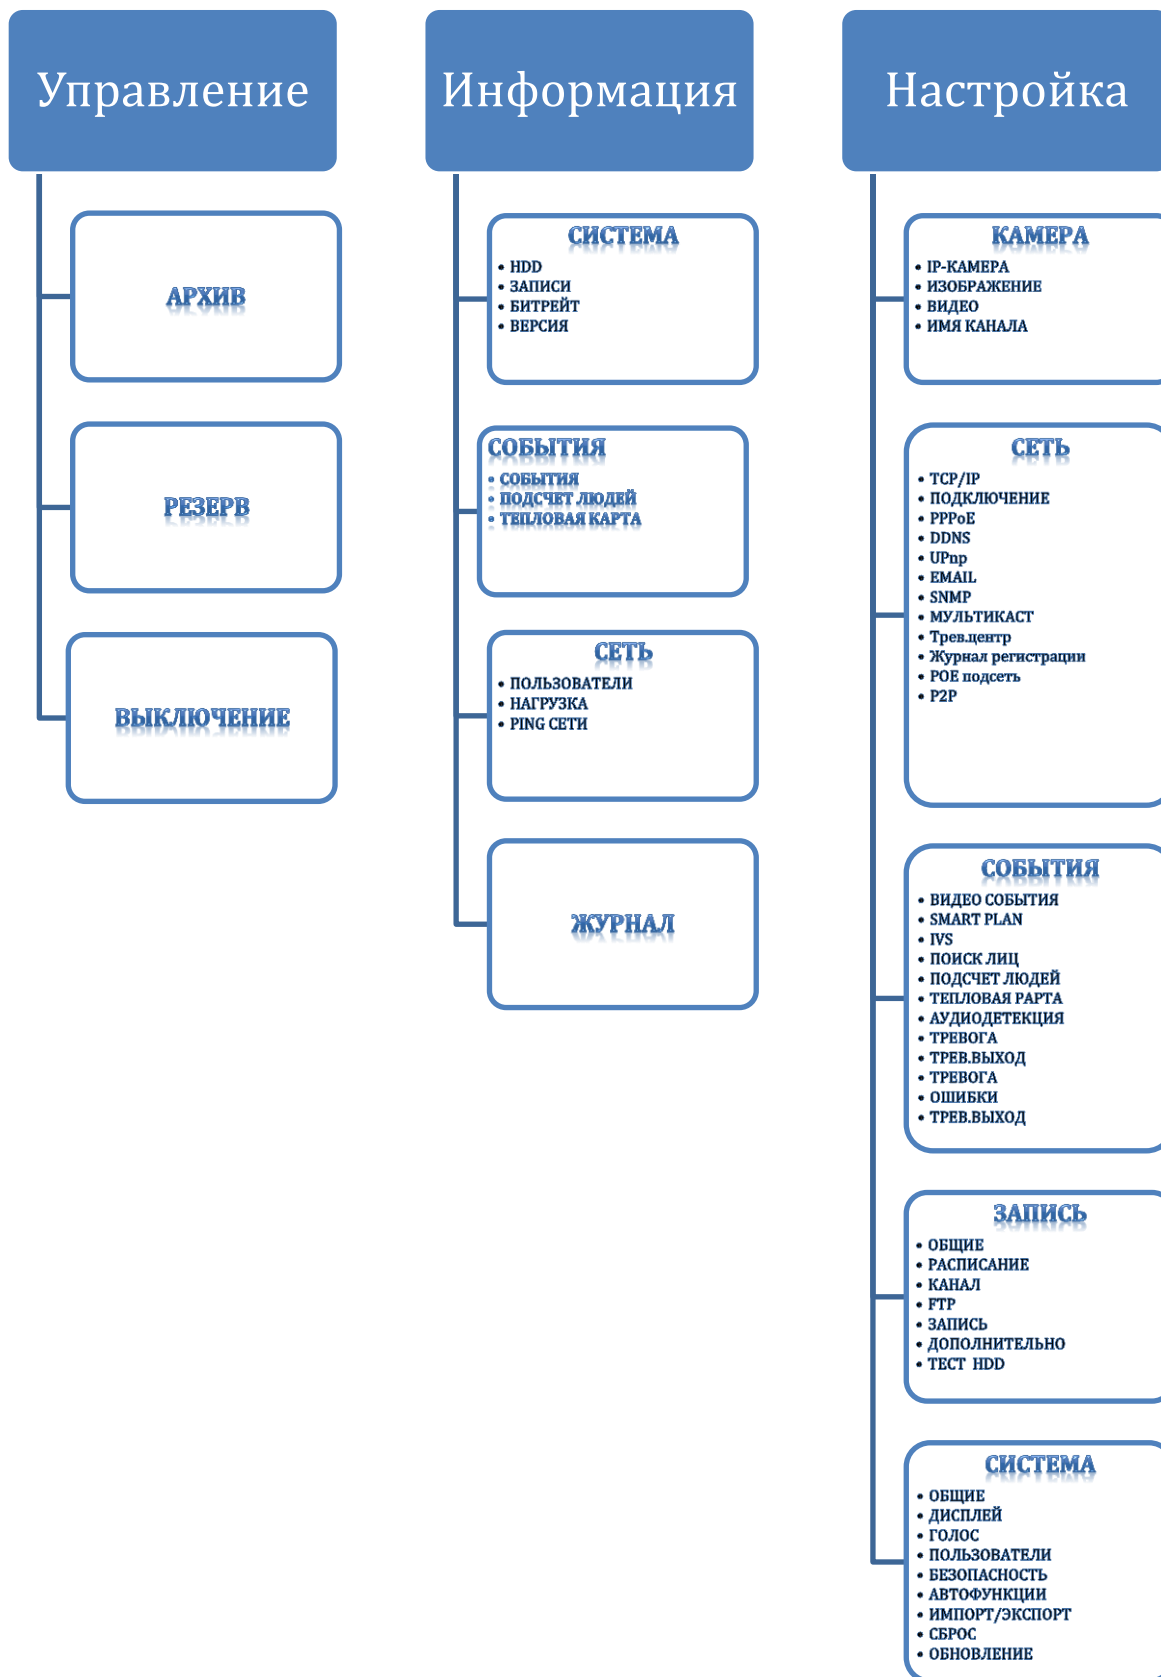 Управление
АРХИВ
РЕЗЕРВ
ВЫКЛЮЧЕНИЕ
Информация
СИСТЕМА
• HDD
• ЗАПИСИ
• БИТРЕЙТ
• ВЕРСИЯ
СОБЫТИЯ
• СОБЫТИЯ
• ПОДСЧЕТ ЛЮДЕЙ
• ТЕПЛОВАЯ КАРТА
СЕТЬ
• ПОЛЬЗОВАТЕЛИ
• НАГРУЗКА
• PING СЕТИ
ЖУРНАЛ
Настройка
КАМЕРА
• IP-КАМЕРА
• ИЗОБРАЖЕНИЕ
• ВИДЕО
• ИМЯ КАНАЛА
СЕТЬ
• TCP/IP
• ПОДКЛЮЧЕНИЕ
• PPPoE
• DDNS
• UPnp
• EMAIL
• SNMP
• МУЛЬТИКАСТ
• Трев.центр
• Журнал регистрации
• POE подсеть
• P2P
СОБЫТИЯ
• ВИДЕО СОБЫТИЯ
• SMART PLAN
• IVS
• ПОИСК ЛИЦ
• ПОДСЧЕТ ЛЮДЕЙ
• ТЕПЛОВАЯ РАРТА
• АУДИОДЕТЕКЦИЯ
• ТРЕВОГА
• ТРЕВ.ВЫХОД
• ТРЕВОГА
• ОШИБКИ
• ТРЕВ.ВЫХОД
ЗАПИСЬ
• ОБЩИЕ
• РАСПИСАНИЕ
• КАНАЛ
• FTP
• ЗАПИСЬ
• ДОПОЛНИТЕЛЬНО
• ТЕСТ HDD
СИСТЕМА
• ОБЩИЕ
• ДИСПЛЕЙ
• ГОЛОС
• ПОЛЬЗОВАТЕЛИ
• БЕЗОПАСНОСТЬ
• АВТОФУНКЦИИ
• ИМПОРТ/ЭКСПОРТ
• СБРОС
• ОБНОВЛЕНИЕ